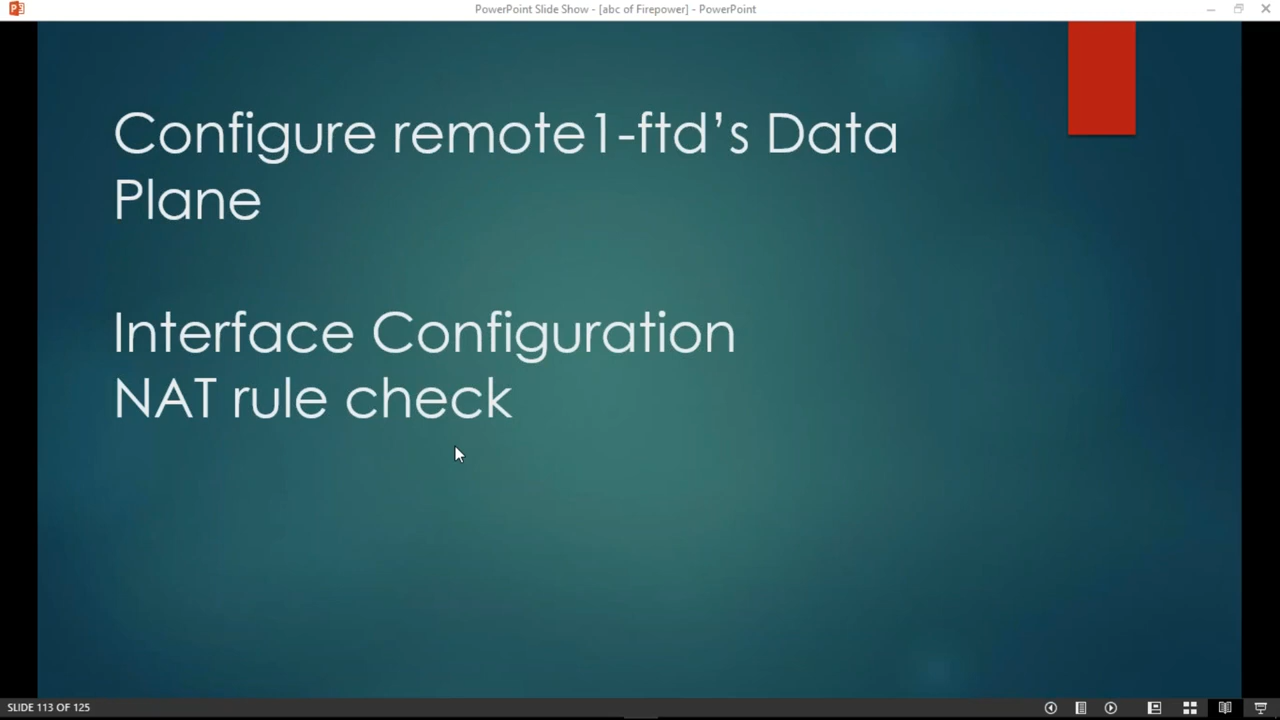 PowerPoint Slide Show - [abc of Firepower] - PowerPoint
Configure remote1-ftd’s Data
Plane
Interface Configuration
NAT rule check
SLIDE 113 OF 125